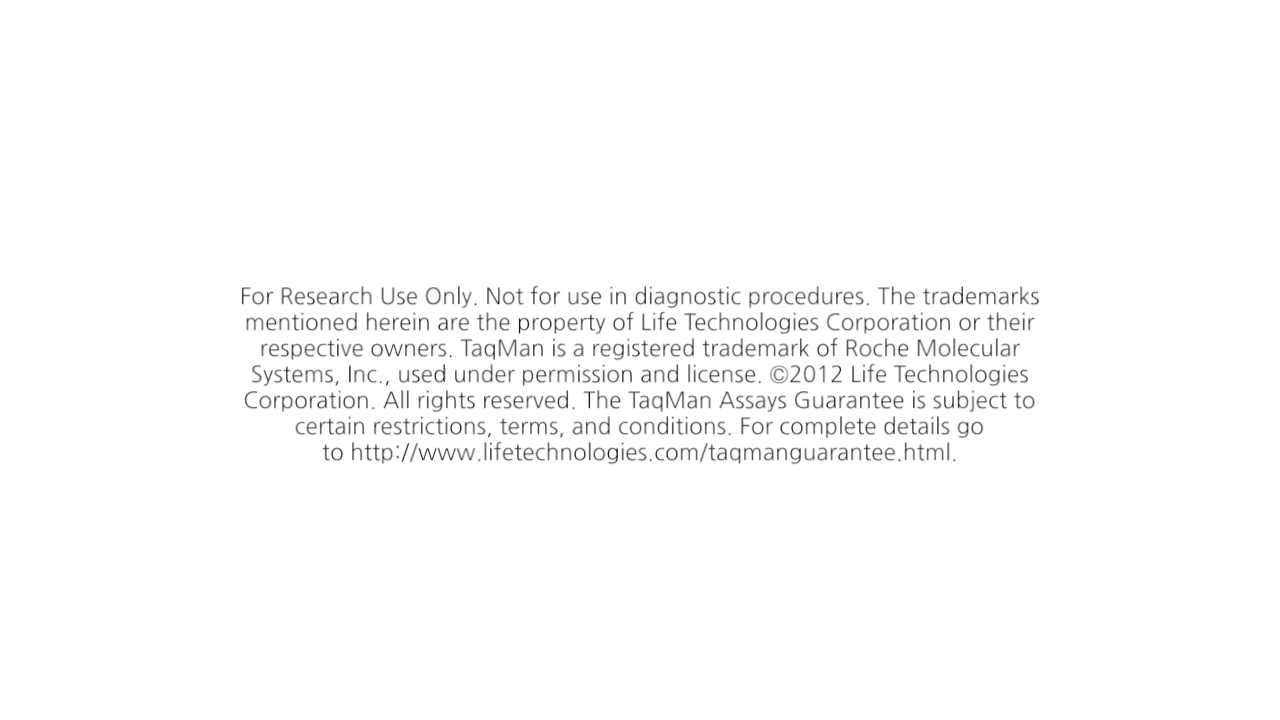 For Research Use Only. Not for use in diagnostic procedures. The trademarks
mentioned herein are the property of Life Technologies Corporation or their
respective owners. TaqMan is a registered trademark of Roche Molecular
Systems, Inc., used under permission and license. ©2012 Life Technologies
Corporation. All rights reserved. The TaqMan Assays Guarantee is subject to
certain restrictions, terms, and conditions. For complete details go
to http://www.lifetechnologies.com/taqmanguarantee.html.